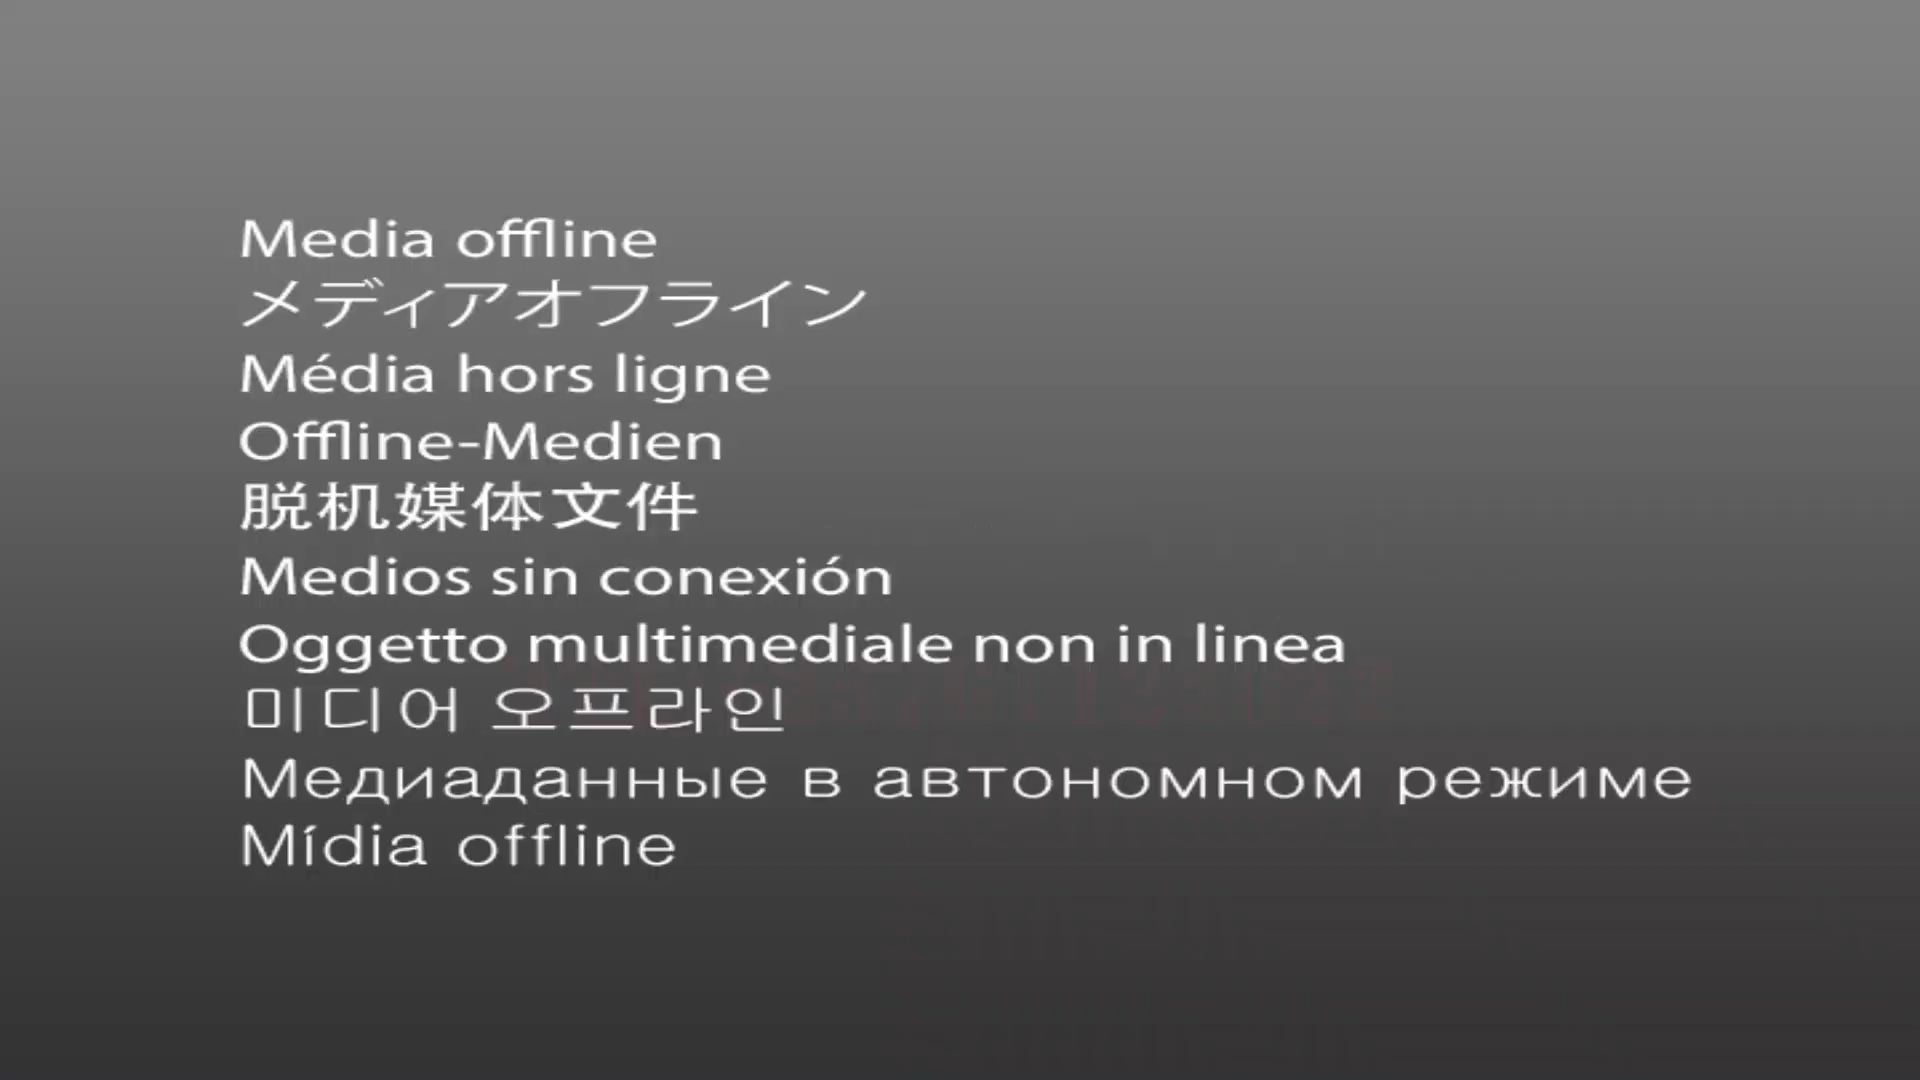 Media offline
メディアオフライン
Média hors ligne
Offline-Medien
脱机媒体文件
Medios sin conexión
Oggetto multimediale non in linea
미디어 오프라인
Медиаданные в автономном режиме
Mídia offline